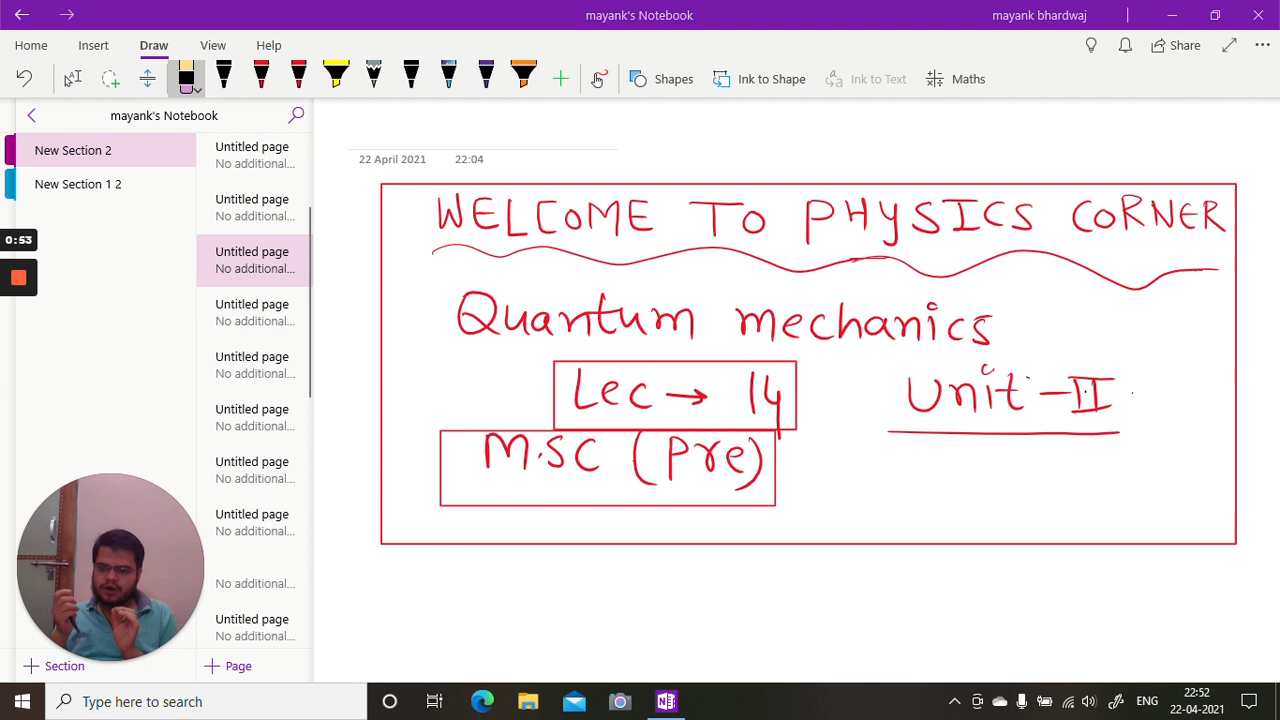 mayank's Notebook
mayank bhardwaj
Home Insert Draw View Help
Share
Shapes
Ink to Shape
Ink to Text
Maths
mayank's Notebook
New Section 2
New Section 1 2
Untitled page
No additional...
Untitled page
No additional...
Untitled page
No additional...
Untitled page
No additional...
Untitled page
No additional...
Untitled page
No additional...
Untitled page
No additional...
Untitled page
No additional...
No additional...
Untitled page
No additional...
Section
Page
0:53
22 April 2021 22:04
WELCOME TO PHYSICS CORNER
Quantum mechanics
Lec → 14
Unit - II
M.SC (pre)
Type here to search
ENG
22:52
22-04-2021